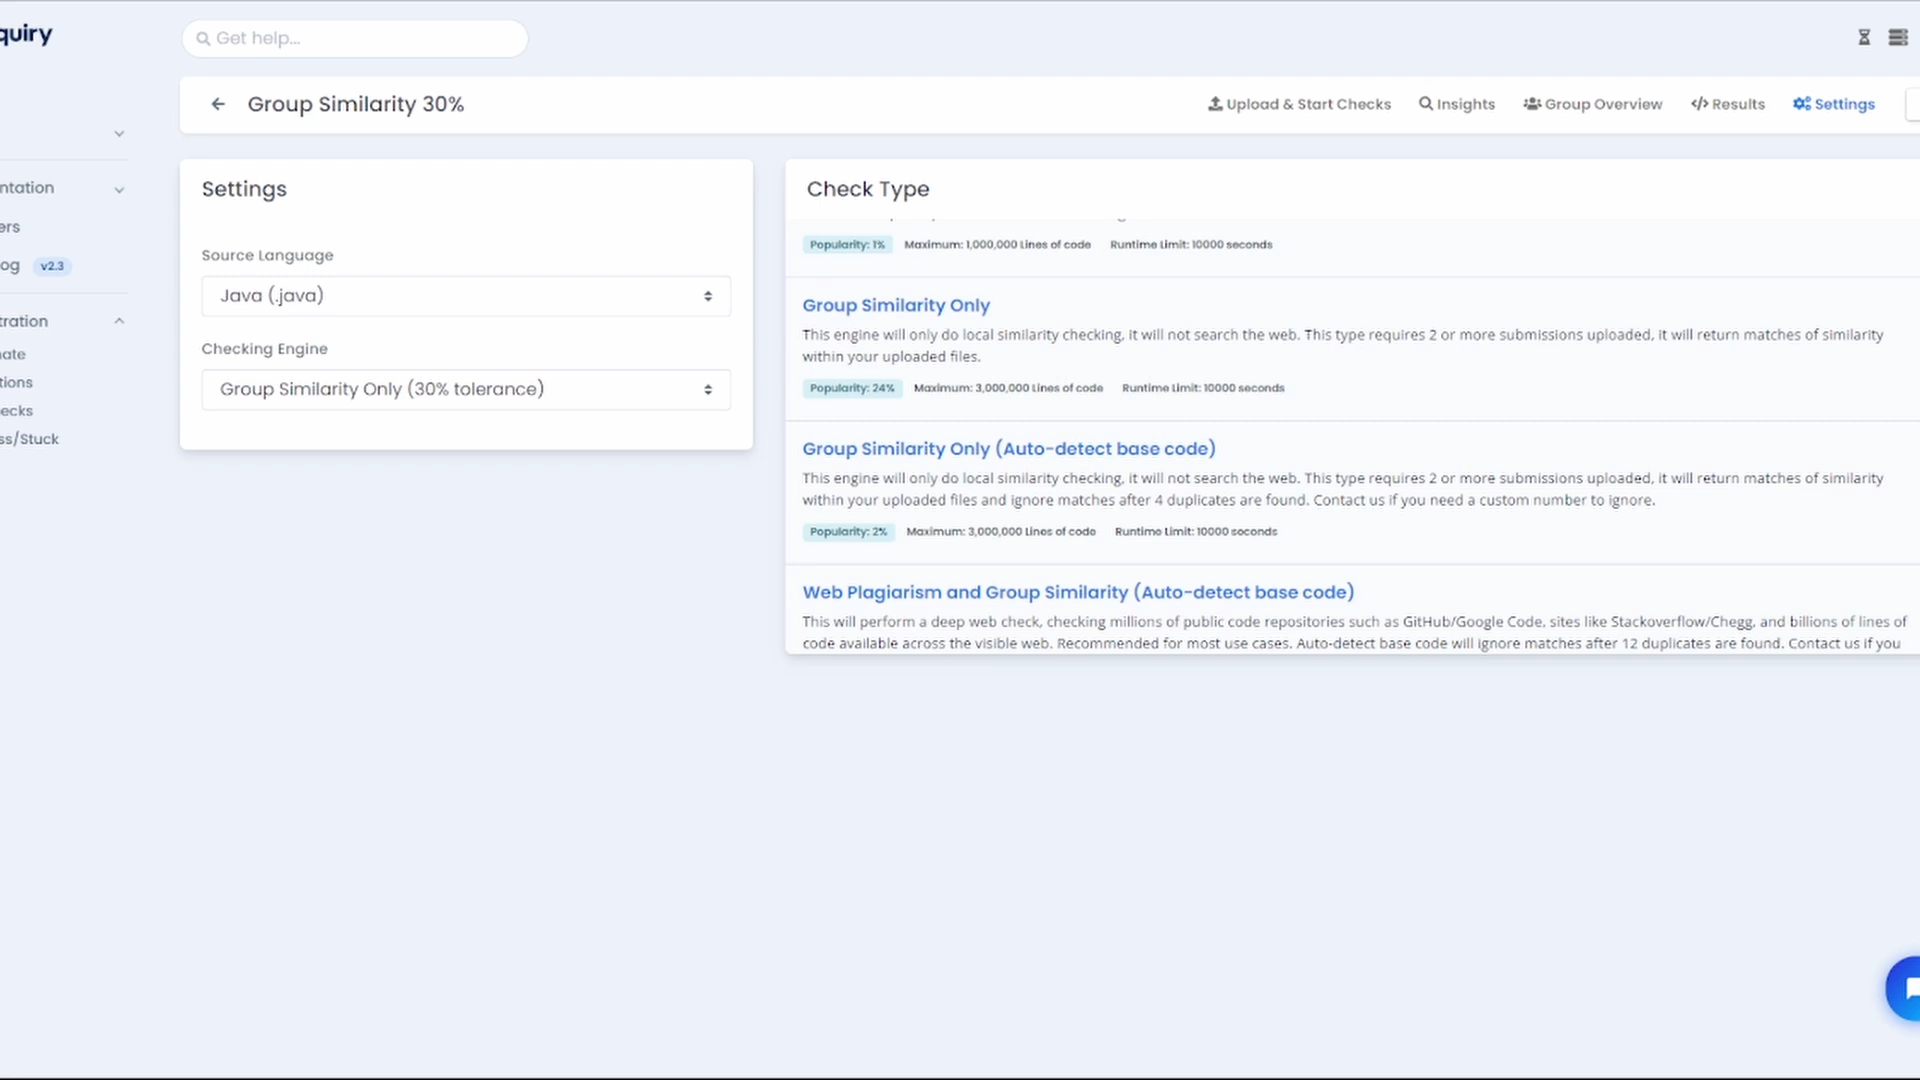 quiry
Get help...
Group Similarity 30%
Upload & Start Checks
Insights
Group Overview
Results
Settings
ntation
ers
og v2.3
tration
nate
tions
ecks
ss/Stuck
Settings
Source Language
Java (.java)
Checking Engine
Group Similarity Only (30% tolerance)
Check Type
Popularity: 1% Maximum: 1,000,000 Lines of code Runtime Limit: 10000 seconds
Group Similarity Only
This engine will only do local similarity checking, it will not search the web. This type requires 2 or more submissions uploaded, it will return matches of similarity
within your uploaded files.
Popularity: 24% Maximum: 3,000,000 Lines of code Runtime Limit: 10000 seconds
Group Similarity Only (Auto-detect base code)
This engine will only do local similarity checking, it will not search the web. This type requires 2 or more submissions uploaded, it will return matches of similarity
within your uploaded files and ignore matches after 4 duplicates are found. Contact us if you need a custom number to ignore.
Popularity: 2% Maximum: 3,000,000 Lines of code Runtime Limit: 10000 seconds
Web Plagiarism and Group Similarity (Auto-detect base code)
This will perform a deep web check, checking millions of public code repositories such as GitHub/Google Code, sites like Stackoverflow/Chegg, and billions of lines of
code available across the visible web. Recommended for most use cases. Auto-detect base code will ignore matches after 12 duplicates are found. Contact us if you